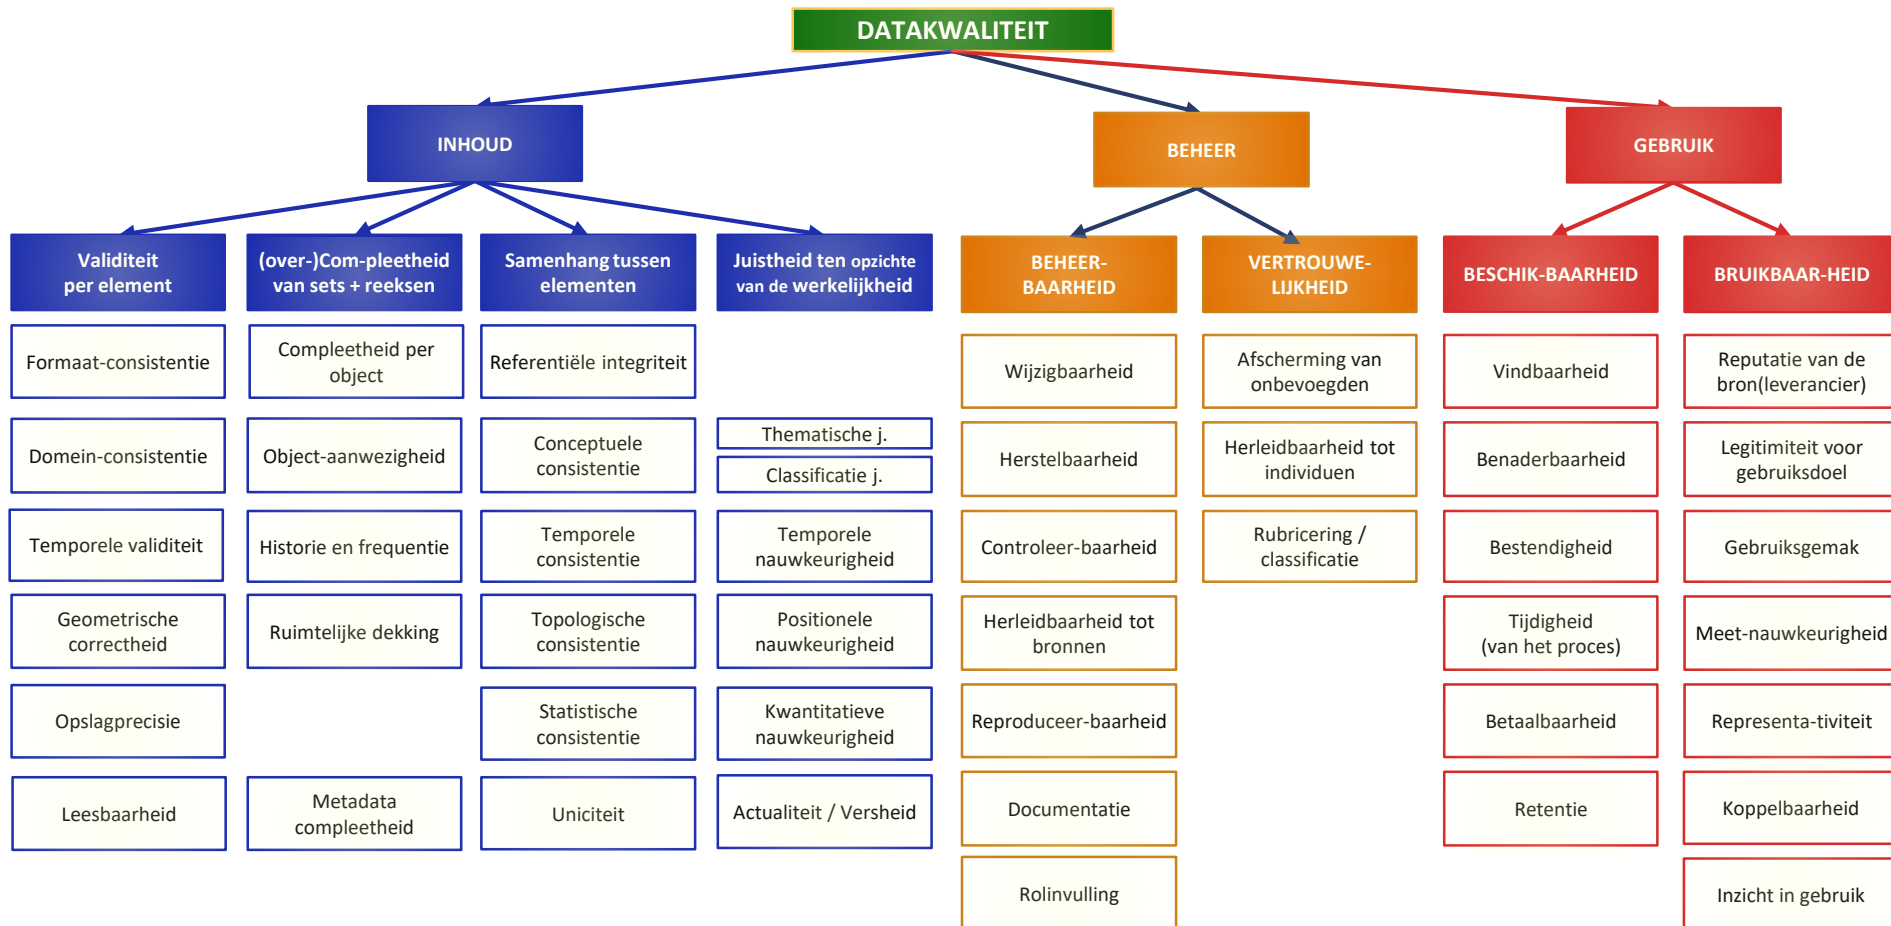 DATAKWALITEIT
INHOUD
BEHEER
GEBRUIK
Validiteit
per element
(over-)Com-pleetheid
van sets + reeksen
Samenhang tussen
elementen
Juistheid ten opzichte
van de werkelijkheid
BEHEER-
BAARHEID
VERTROUWE-
LIJKHEID
BESCHIK-BAARHEID
BRUIKBAAR-HEID
Formaat-consistentie
Domein-consistentie
Temporele validiteit
Geometrische
correctheid
Opslagprecisie
Leesbaarheid
Compleetheid per
object
Object-aanwezigheid
Historie en frequentie
Ruimtelijke dekking
Metadata
compleetheid
Referentiële integriteit
Conceptuele
consistentie
Temporele
consistentie
Topologische
consistentie
Statistische
consistentie
Uniciteit
Thematische j.
Classificatie j.
Temporele
nauwkeurigheid
Positionele
nauwkeurigheid
Kwantitatieve
nauwkeurigheid
Actualiteit / Versheid
Wijzigbaarheid
Herstelbaarheid
Controleer-baarheid
Herleidbaarheid tot
bronnen
Reproduceer-baarheid
Documentatie
Rolinvulling
Afscherming van
onbevoegden
Herleidbaarheid tot
individuen
Rubricering /
classificatie
Vindbaarheid
Benaderbaarheid
Bestendigheid
Tijdigheid
(van het proces)
Betaalbaarheid
Retentie
Reputatie van de
bron(leverancier)
Legitimiteit voor
gebruiksdoel
Gebruiksgemak
Meet-nauwkeurigheid
Representa-tiviteit
Koppelbaarheid
Inzicht in gebruik